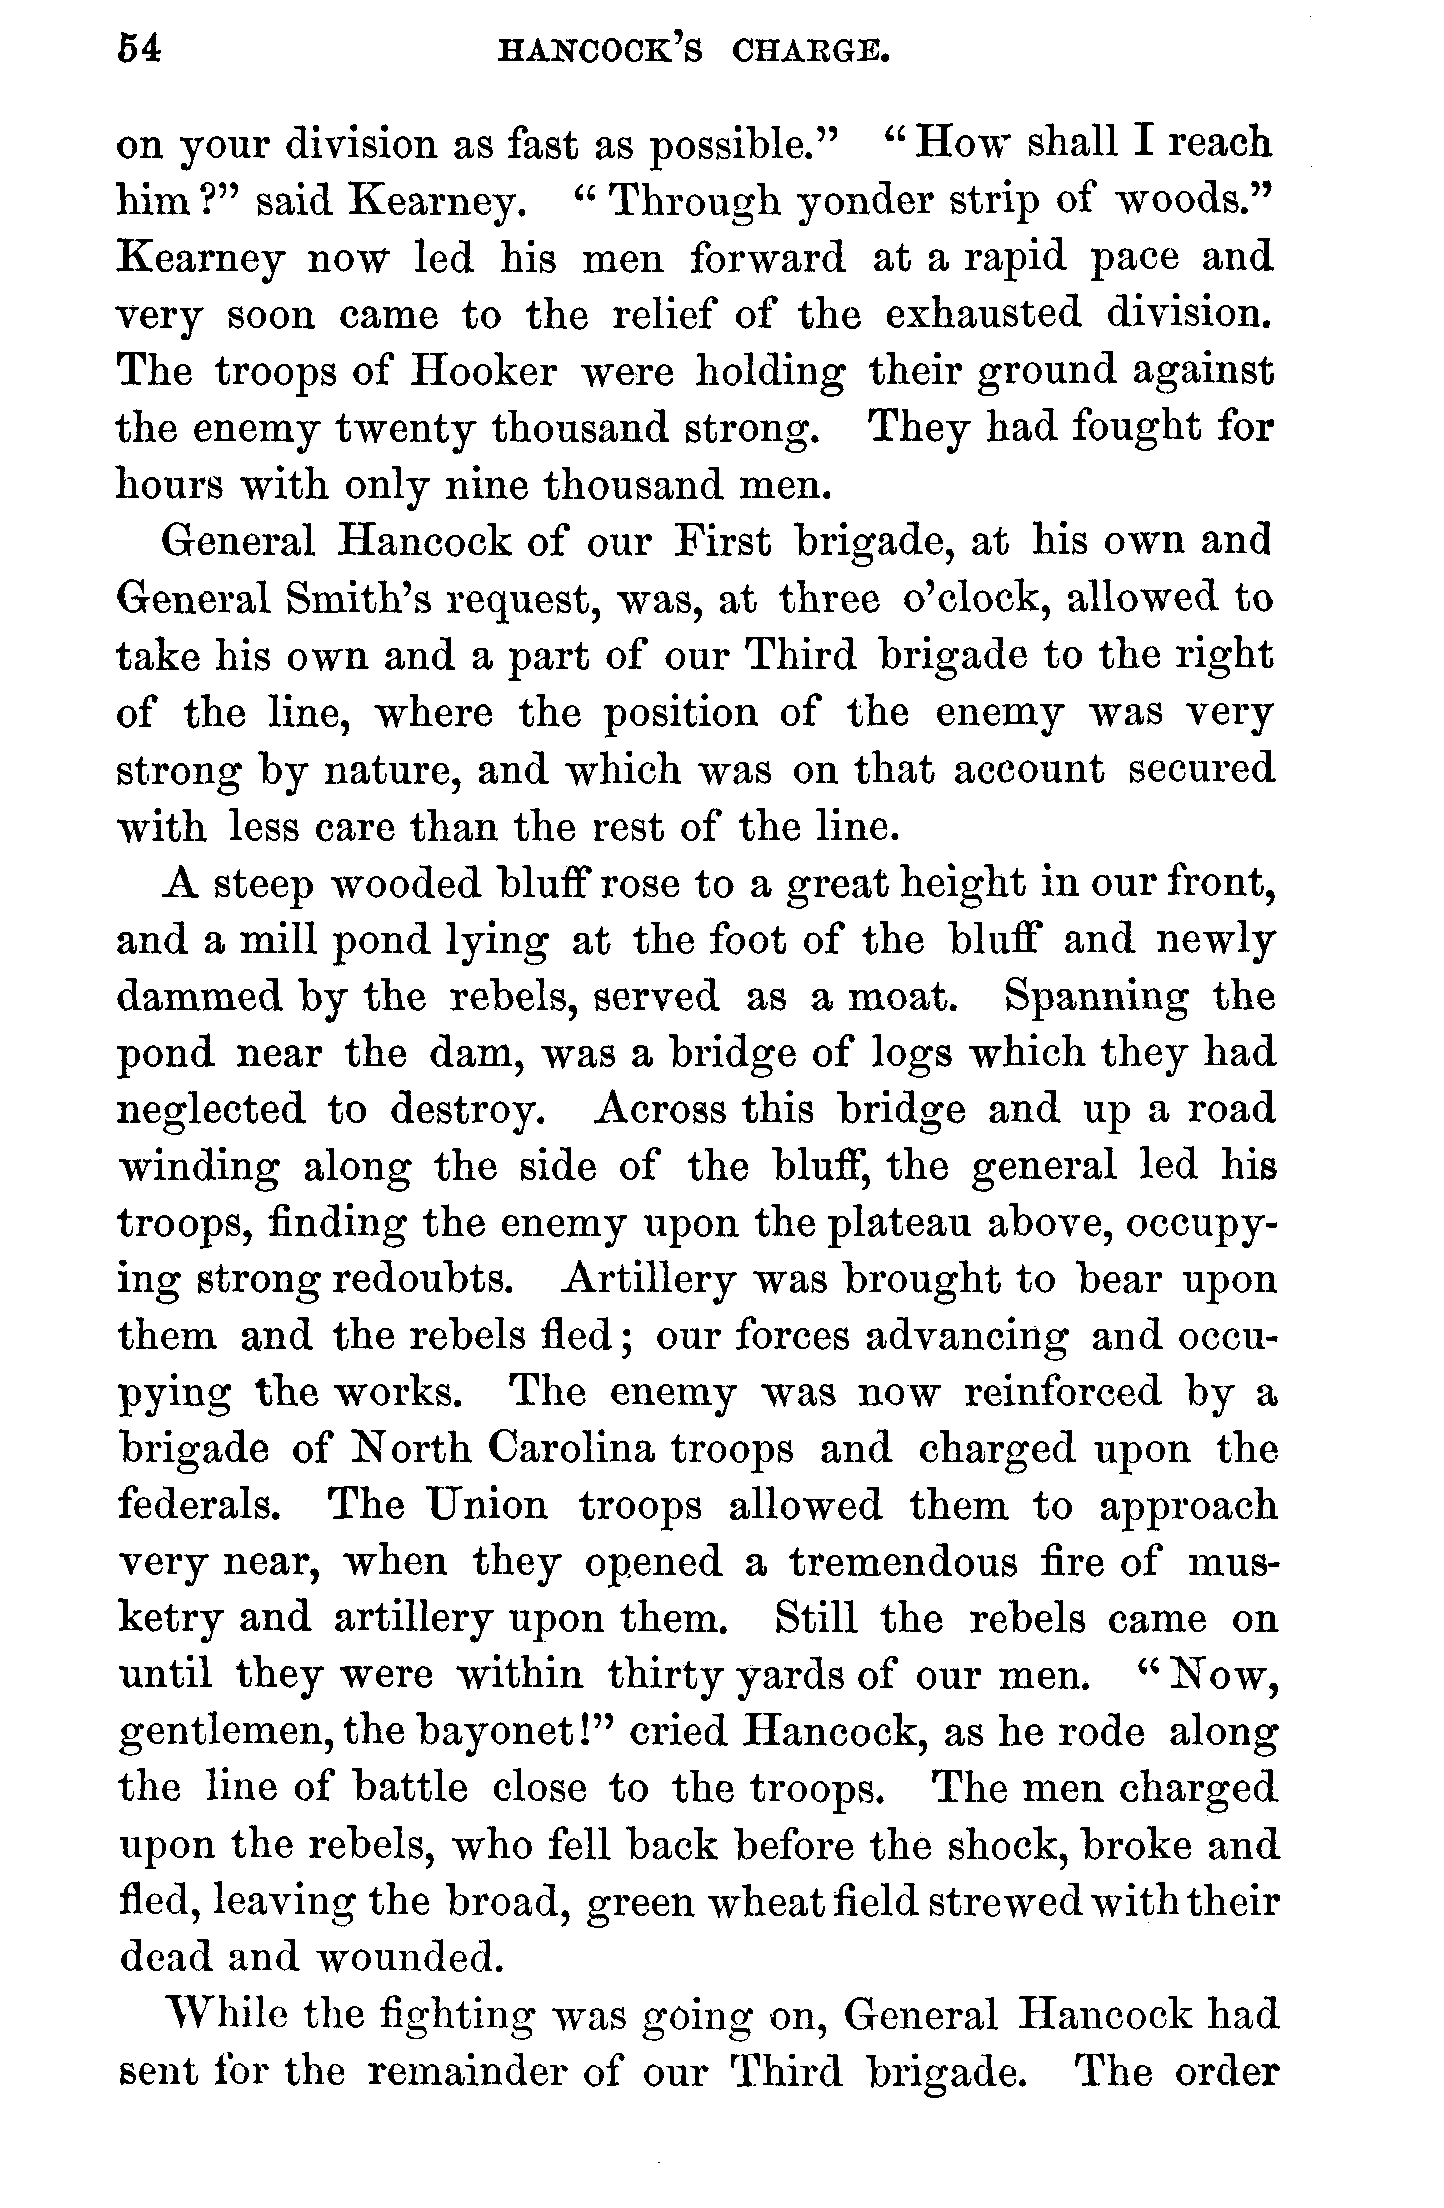 54 HANCOCK'S CHARGE.
on your division as fast as possible." "How shall I reach
him?" said Kearney. "Through yonder strip of woods."
Kearney now led his men forward at a rapid pace and
very soon came to the relief of the exhausted division.
The troops of Hooker were holding their ground against
the enemy twenty thousand strong. They had fought for
hours with only nine thousand men.
General Hancock of our First brigade, at his own and
General Smith's request, was, at three o'clock, allowed to
take his own and a part of our Third brigade to the right
of the line, where the position of the enemy was very
strong by nature, and which was on that account secured
with less care than the rest of the line.
A steep wooded bluff rose to a great height in our front,
and a mill pond lying at the foot of the bluff and newly
dammed by the rebels, served as a moat. Spanning the
pond near the dam, was a bridge of logs which they had
neglected to destroy. Across this bridge and up a road
winding along the side of the bluff, the general led his
troops, finding the enemy upon the plateau above, occupy-
ing strong redoubts. Artillery was brought to bear upon
them and the rebels fled; our forces advancing and occu-
pying the works. The enemy was now reinforced by a
brigade of North Carolina troops and charged upon the
federals. The Union troops allowed them to approach
very near, when they opened a tremendous fire of mus-
ketry and artillery upon them. Still the rebels came on
until they were within thirty yards of our men. "Now,
gentlemen, the bayonet!" cried Hancock, as he rode along
the line of battle close to the troops. The men charged
upon the rebels, who fell back before the shock, broke and
fled, leaving the broad, green wheat field strewed with their
dead and wounded.
While the fighting was going on, General Hancock had
sent for the remainder of our Third brigade. The order